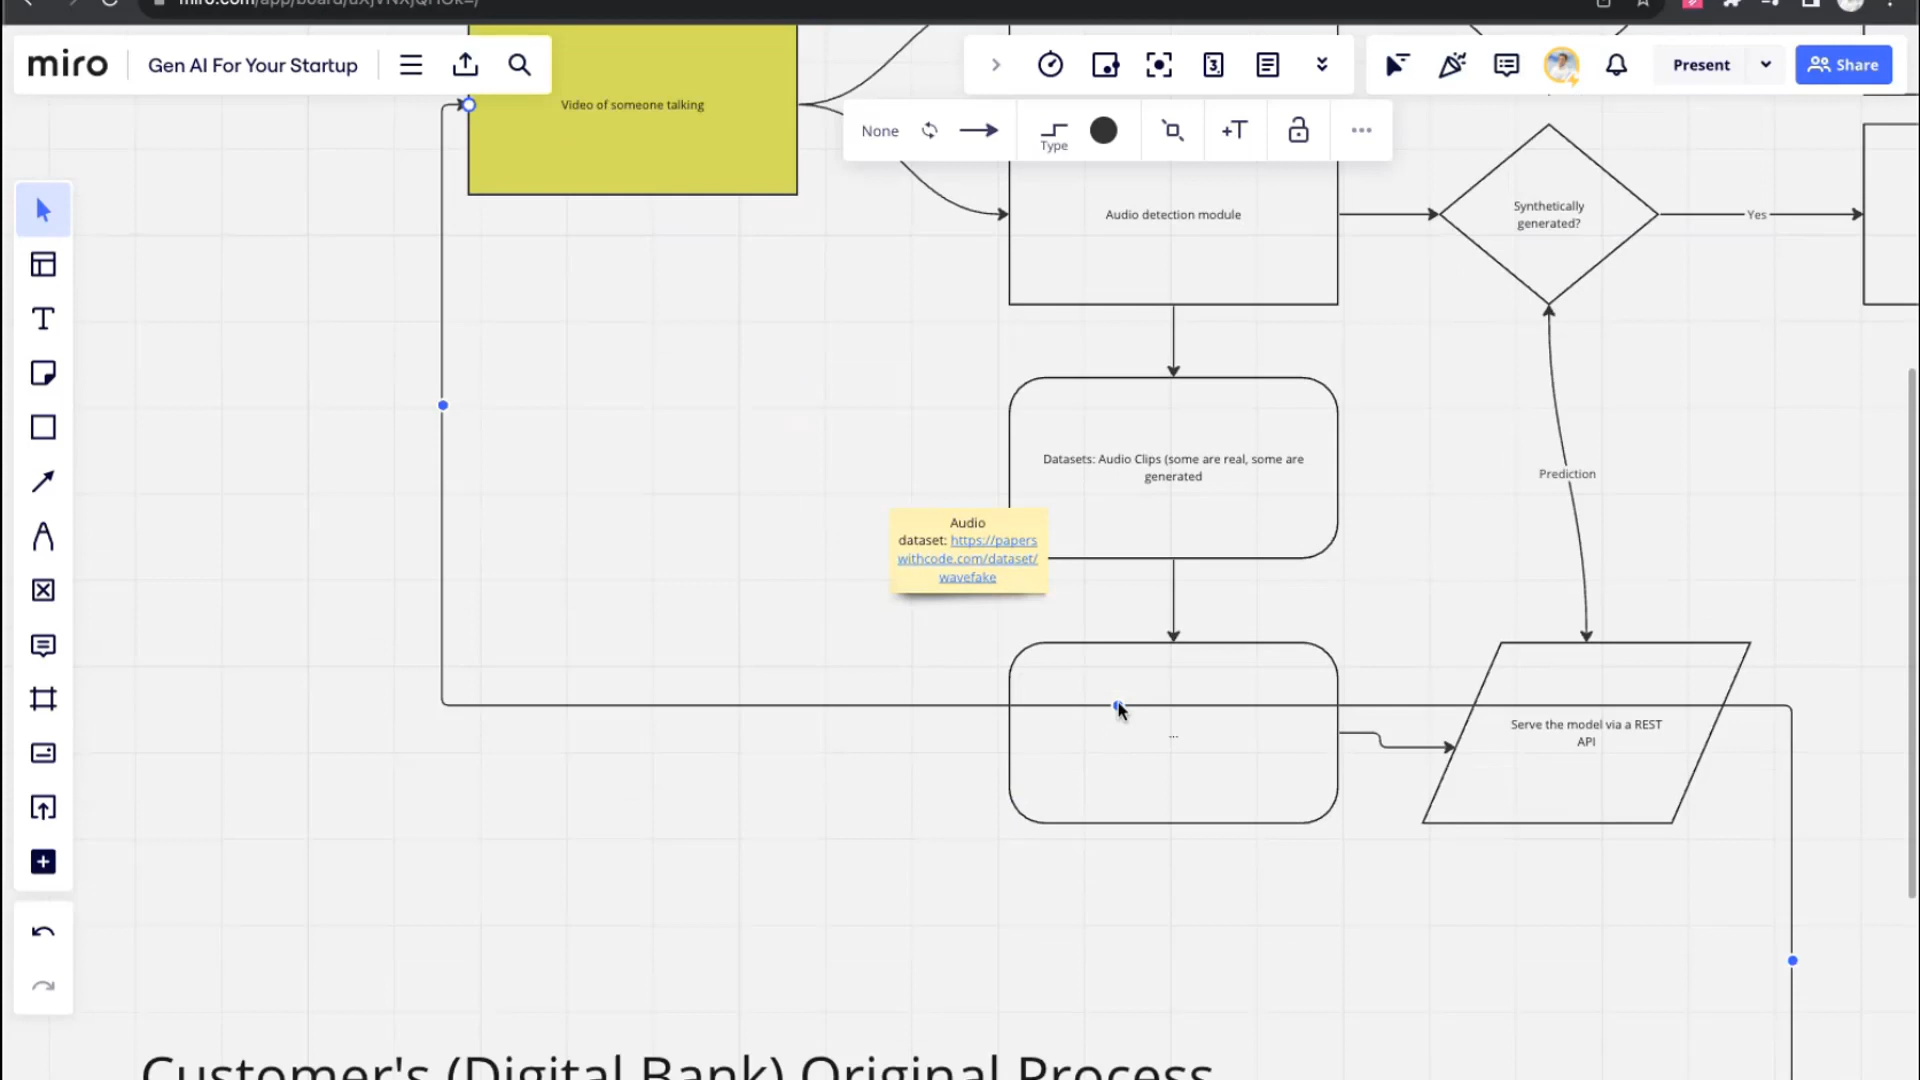 miro
Gen AI For Your Startup
Present
Share
Video of someone talking
None
Type
+T
Audio detection module
Synthetically
generated?
Yes
Datasets: Audio Clips (some are real, some are
generated
Prediction
Audio
dataset: https://papers
withcode.com/dataset/
wavefake
...
Serve the model via a REST
API
Customer's (Digital Bank) Original Process